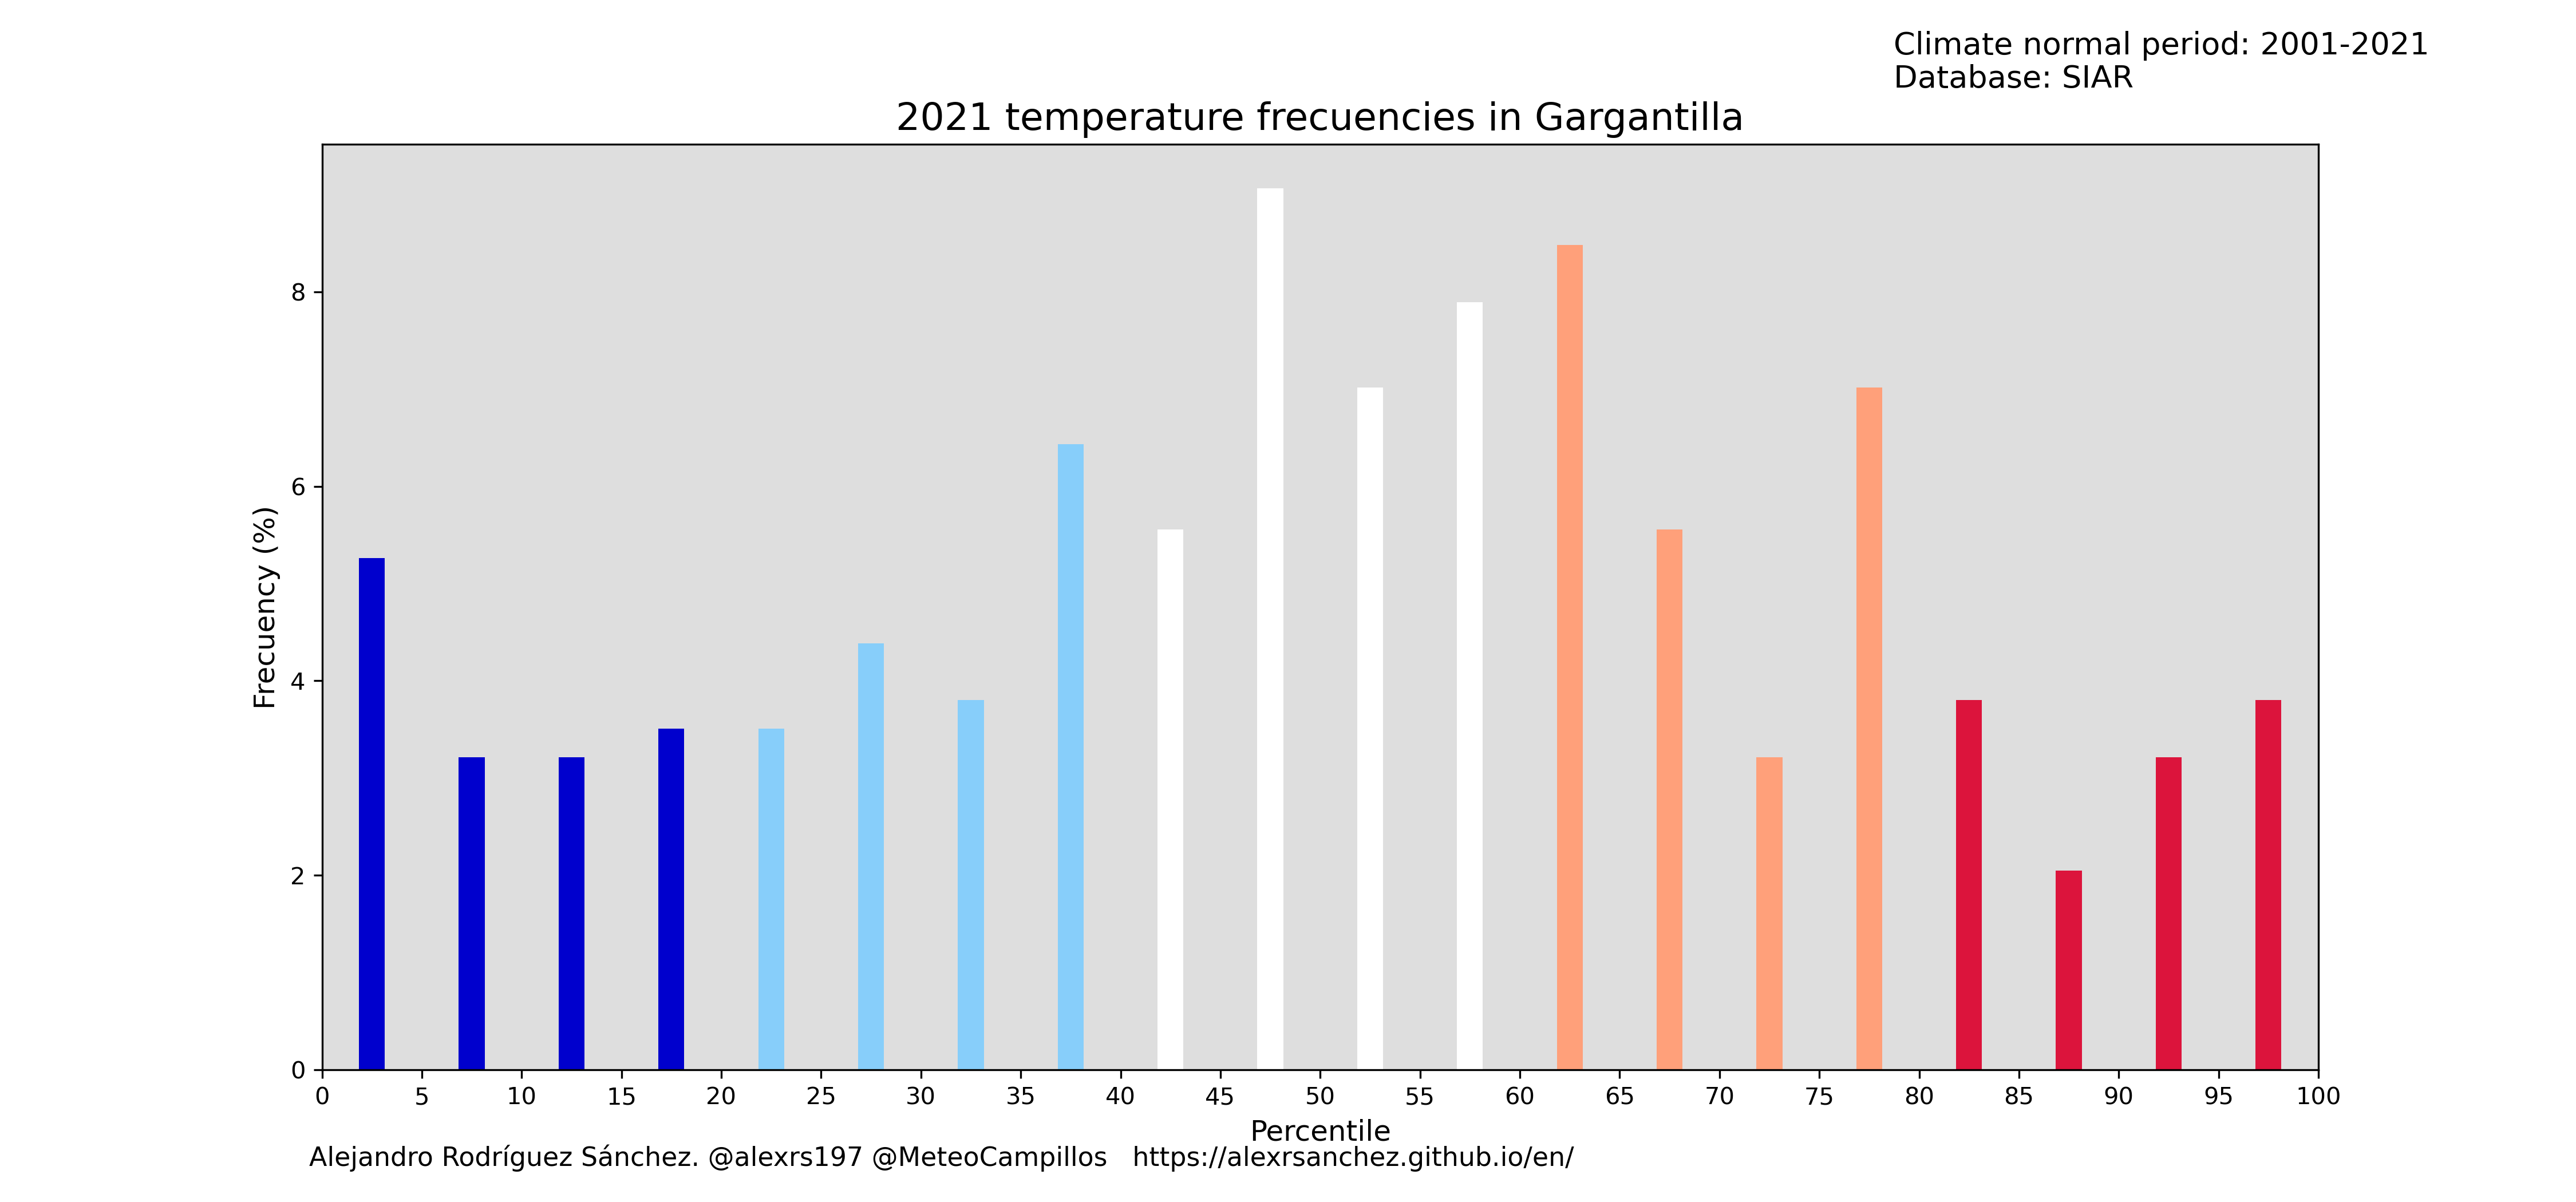 Climate normal period: 2001-2021
Database: SIAR
2021 temperature frecuencies in Gargantilla
Frecuency (%)
8
6
4
2
0
0 5 10 15 20 25 30 35 40 45 50 55 60 65 70 75 80 85 90 95 100
Percentile
Alejandro Rodríguez Sánchez. @alexrs197 @MeteoCampillos https://alexrsanchez.github.io/en/